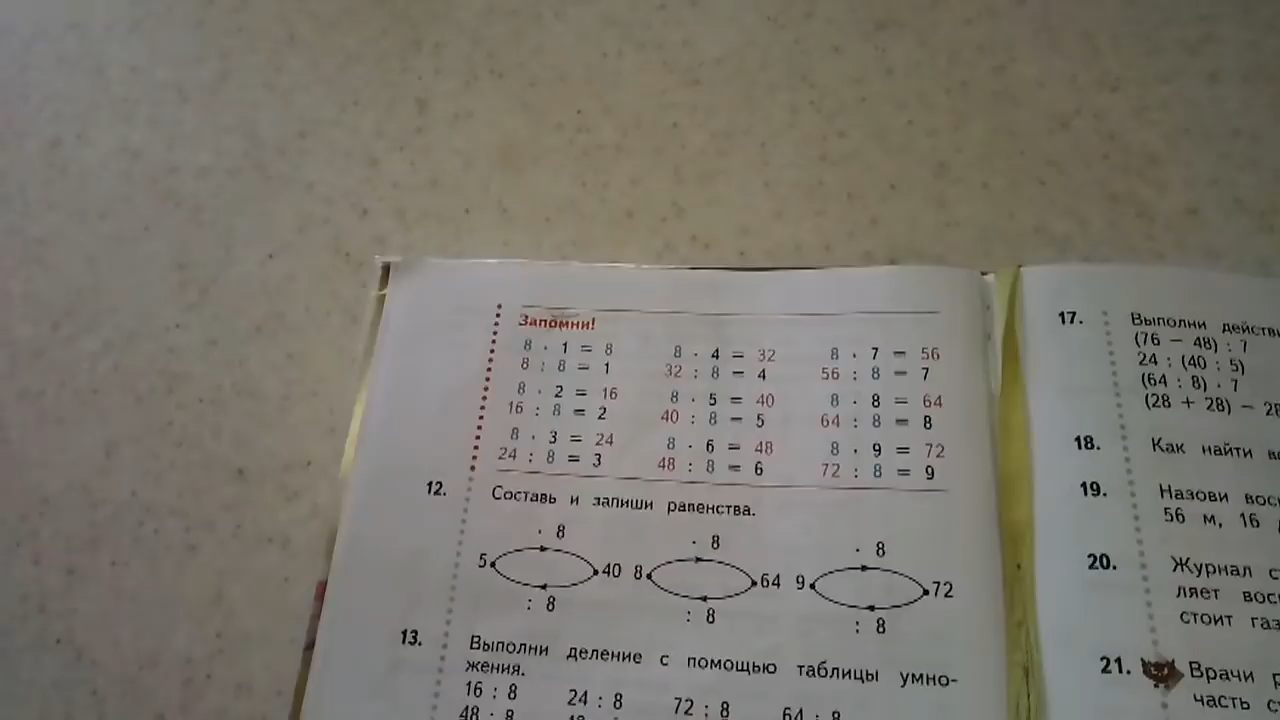 Запомни!
8 · 1 = 8
8 : 8 = 1
8 · 2 = 16
16 : 8 = 2
8 · 3 = 24
24 : 8 = 3
8 · 4 = 32
32 : 8 = 4
8 · 5 = 40
40 : 8 = 5
8 · 6 = 48
48 : 8 = 6
8 · 7 = 56
56 : 8 = 7
8 · 8 = 64
64 : 8 = 8
8 · 9 = 72
72 : 8 = 9
12. Составь и запиши равенства.
· 8 · 8 · 8
5 40 8 64 9 72
: 8 : 8 : 8
13. Выполни деление с помощью таблицы умно-
жения.
16 : 8 24 : 8 72 : 8 64 : 8
48 : 8
17. Выполни
(76 − 48) : 7
24 : (40 : 5)
(64 : 8) · 7
(28 + 28) −
18. Как найти
19. Назови
56 м, 16
20. Журнал
стоит
21. Врачи
часть